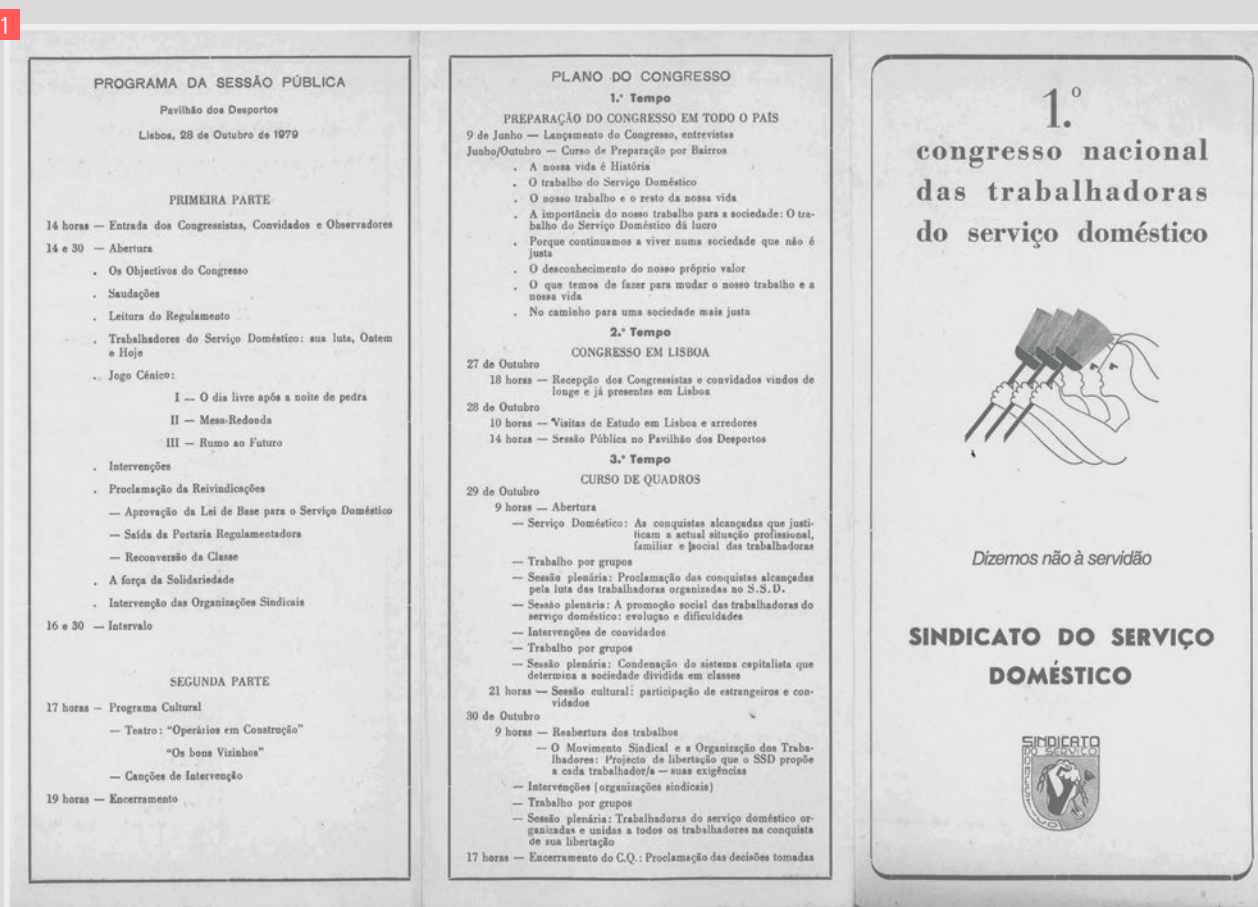 1
PROGRAMA DA SESSÃO PÚBLICA
Pavilhão dos Desportos
Lisboa, 28 de Outubro de 1979
PRIMEIRA PARTE
14 horas — Entrada dos Congressistas, Convidados e Observadores
14 e 30 — Abertura
. Os Objectivos do Congresso
. Saudações
. Leitura do Regulamento
. Trabalhadores do Serviço Doméstico: sua luta, Ontem
e Hoje
. Jogo Cénico:
I — O dia livre após a noite de pedra
II — Mesa-Redonda
III — Rumo ao Futuro
. Intervenções
. Proclamação da Reivindicações
— Aprovação da Lei de Base para o Serviço Doméstico
— Saída da Portaria Regulamentadora
— Reconversão da Classe
. A força da Solidariedade
. Intervenção das Organizações Sindicais
16 e 30 — Intervalo
SEGUNDA PARTE
17 horas — Programa Cultural
— Teatro: "Operários em Construção"
"Os bons Vizinhos"
— Canções de Intervenção
19 horas — Encerramento
PLANO DO CONGRESSO
1.º Tempo
PREPARAÇÃO DO CONGRESSO EM TODO O PAÍS
9 de Junho — Lançamento do Congresso, entrevistas
Junho/Outubro — Curso de Preparação por Bairros
. A nossa vida é História
. O trabalho do Serviço Doméstico
. O nosso trabalho e o resto da nossa vida
. A importância do nosso trabalho para a sociedade: O tra-
balho do Serviço Doméstico dá lucro
. Porque continuamos a viver numa sociedade que não é
justa
. O desconhecimento do nosso próprio valor
. O que temos de fazer para mudar o nosso trabalho e a
nossa vida
. No caminho para uma sociedade mais justa
2.º Tempo
CONGRESSO EM LISBOA
27 de Outubro
18 horas — Recepção dos Congressistas e convidados vindos de
longe e já presentes em Lisboa
28 de Outubro
10 horas — Visitas de Estudo em Lisboa e arredores
14 horas — Sessão Pública no Pavilhão dos Desportos
3.º Tempo
CURSO DE QUADROS
29 de Outubro
9 horas — Abertura
— Serviço Doméstico: As conquistas alcançadas que justi-
ficam a actual situação profissional,
familiar e social das trabalhadoras
— Trabalho por grupos
— Sessão plenária: Proclamação das conquistas alcançadas
pela luta das trabalhadoras organizadas no S.S.D.
— Sessão plenária: A promoção social das trabalhadoras do
serviço doméstico: evoluçao e dificuldades
— Intervenções de convidados
— Trabalho por grupos
— Sessão plenária: Condenação do sistema capitalista que
determina a sociedade dividida em classes
21 horas — Sessão cultural: participação de estrangeiros e con-
vidados
30 de Outubro
9 horas — Reabertura dos trabalhos
— O Movimento Sindical e a Organização dos Traba-
lhadores: Projecto de libertação que o SSD propõe
a cada trabalhador/a — suas exigências
— Intervenções (organizações sindicais)
— Trabalho por grupos
— Sessão plenária: Trabalhadoras do serviço doméstico or-
ganizadas e unidas a todos os trabalhadores na conquista
de sua libertação
17 horas — Encerramento do C.Q.: Proclamação das decisões tomadas
1.º
congresso nacional
das trabalhadoras
do serviço doméstico
Dizemos não à servidão
SINDICATO DO SERVIÇO
DOMÉSTICO
SINDICATO
DO SERVIÇO
DOMÉSTICO